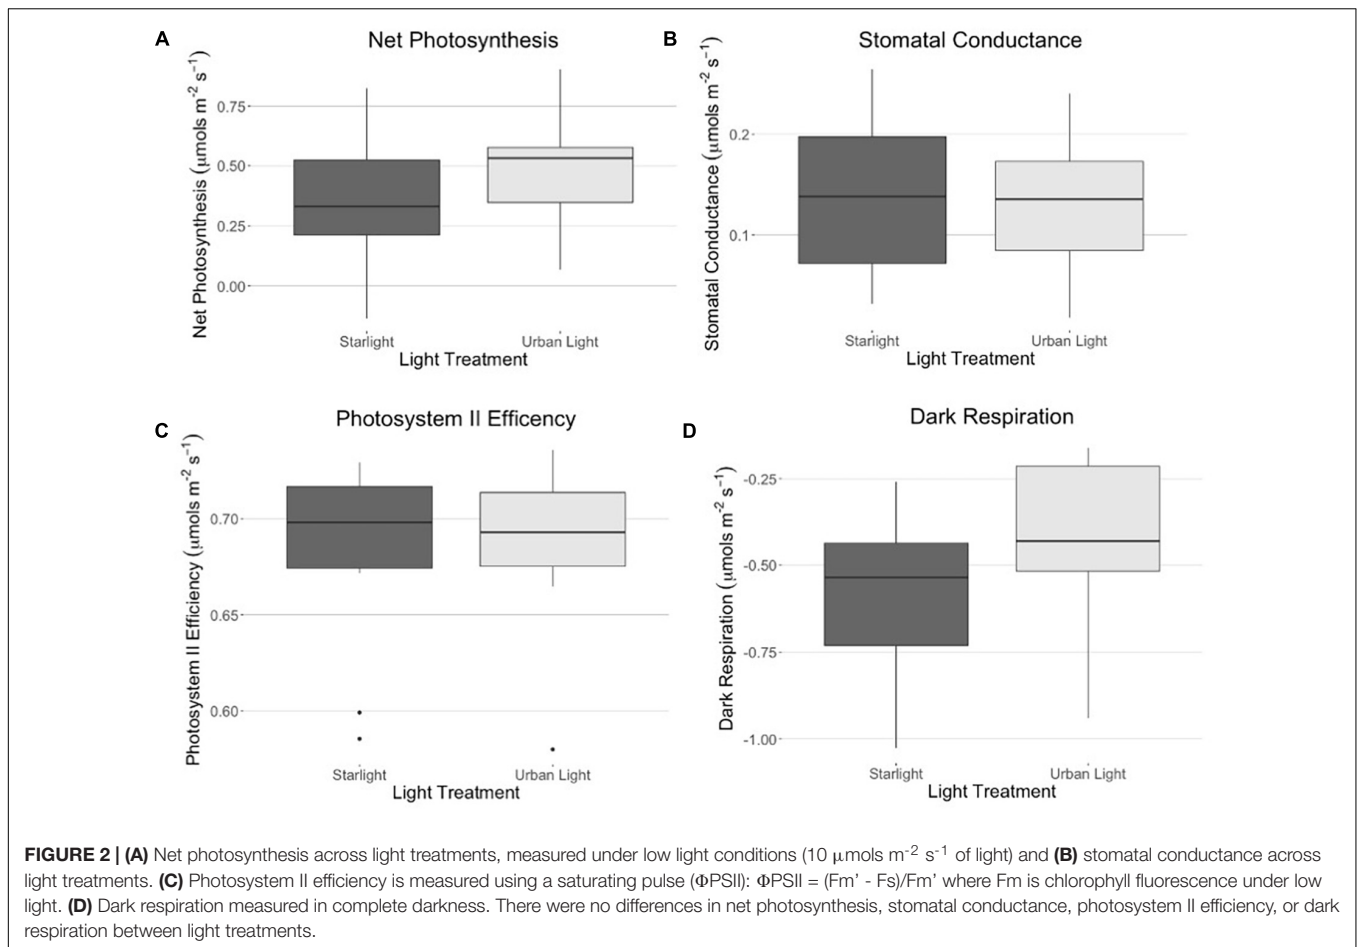 A
Net Photosynthesis
Net Photosynthesis (μmols m⁻² s⁻¹)
0.75
0.50
0.25
0.00
Starlight Urban Light
Light Treatment
B
Stomatal Conductance
Stomatal Conductance (μmols m⁻² s⁻¹)
0.2
0.1
Starlight Urban Light
Light Treatment
C
Photosystem II Efficency
Photosystem II Efficiency (μmols m⁻² s⁻¹)
0.70
0.65
0.60
Starlight Urban Light
Light Treatment
D
Dark Respiration
Dark Respiration (μmols m⁻² s⁻¹)
-0.25
-0.50
-0.75
-1.00
Starlight Urban Light
Light Treatment
FIGURE 2 | (A) Net photosynthesis across light treatments, measured under low light conditions (10 μmols m⁻² s⁻¹ of light) and (B) stomatal conductance across
light treatments. (C) Photosystem II efficiency is measured using a saturating pulse (ΦPSII): ΦPSII = (Fm’ - Fs)/Fm’ where Fm is chlorophyll fluorescence under low
light. (D) Dark respiration measured in complete darkness. There were no differences in net photosynthesis, stomatal conductance, photosystem II efficiency, or dark
respiration between light treatments.